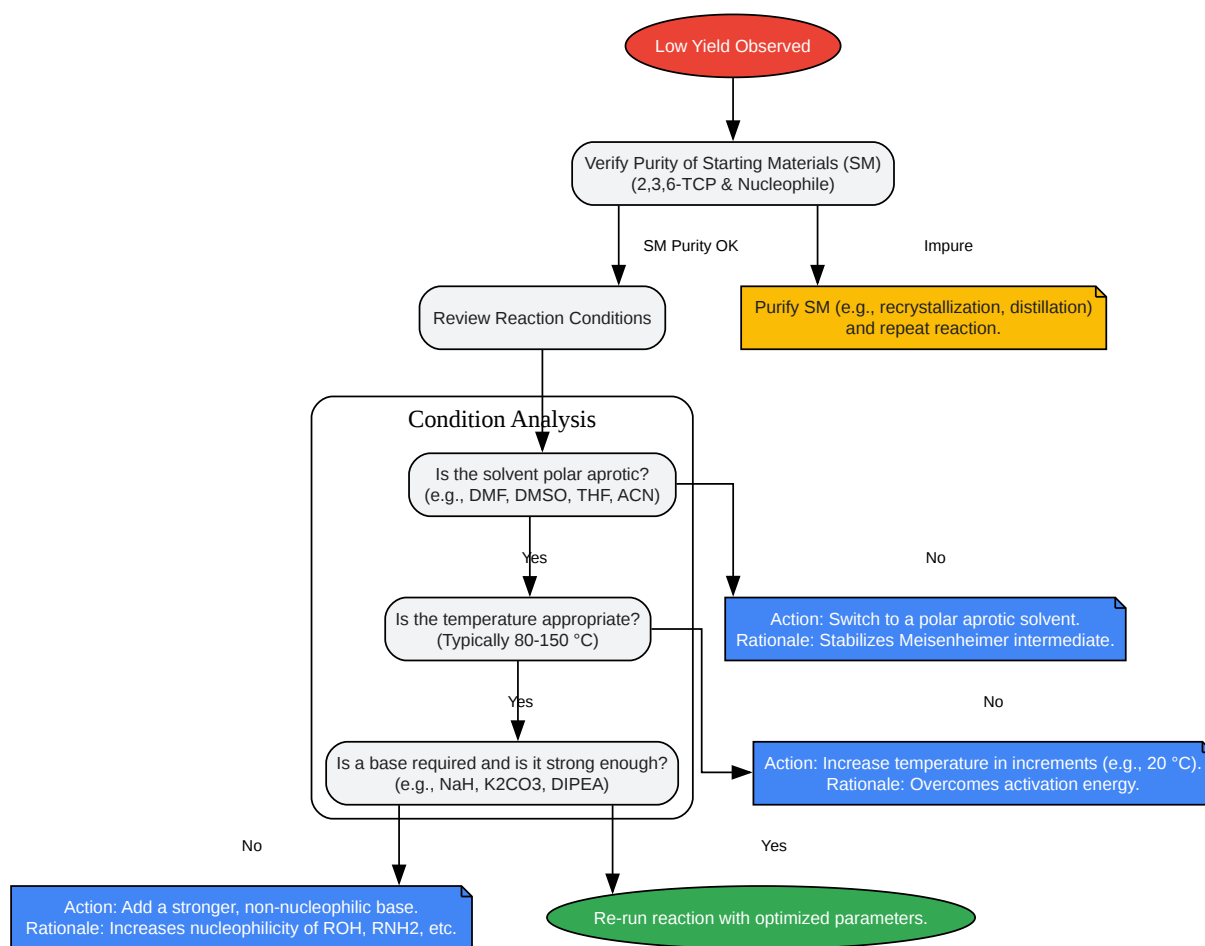 Low Yield Observed
Verify Purity of Starting Materials (SM)
(2,3,6-TCP & Nucleophile)
SM Purity OK
Impure
Review Reaction Conditions
Purify SM (e.g., recrystallization, distillation)
and repeat reaction.
Condition Analysis
Is the solvent polar aprotic?
(e.g., DMF, DMSO, THF, ACN)
Yes
No
Is the temperature appropriate?
(Typically 80-150 °C)
Action: Switch to a polar aprotic solvent.
Rationale: Stabilizes Meisenheimer intermediate.
Yes
No
Is a base required and is it strong enough?
(e.g., NaH, K2CO3, DIPEA)
Action: Increase temperature in increments (e.g., 20 °C).
Rationale: Overcomes activation energy.
No
Yes
Action: Add a stronger, non-nucleophilic base.
Rationale: Increases nucleophilicity of ROH, RNH2, etc.
Re-run reaction with optimized parameters.